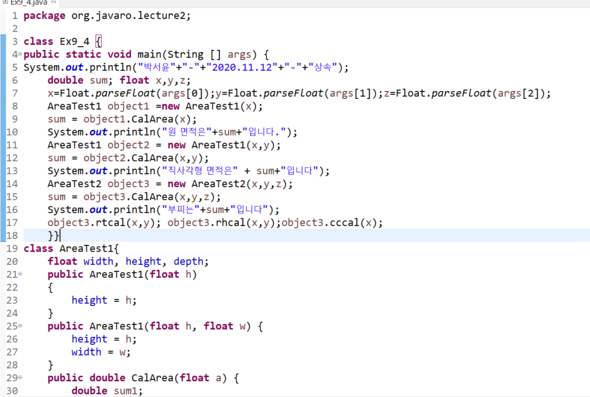 Ex9_4.java
1 package org.javaro.lecture2;
2
3 class Ex9_4 {
4 public static void main(String [] args) {
5 System.out.println("박서윤"+"-"+"2020.11.12"+"-"+"상속");
6 double sum; float x,y,z;
7 x=Float.parseFloat(args[0]);y=Float.parseFloat(args[1]);z=Float.parseFloat(args[2]);
8 AreaTest1 object1 =new AreaTest1(x);
9 sum = object1.CalArea(x);
10 System.out.println("원 면적은"+sum+"입니다.");
11 AreaTest1 object2 = new AreaTest1(x,y);
12 sum = object2.CalArea(x,y);
13 System.out.println("직사각형 면적은" + sum+"입니다");
14 AreaTest2 object3 = new AreaTest2(x,y,z);
15 sum = object3.CalArea(x,y,z);
16 System.out.println("부피는"+sum+"입니다");
17 object3.rtcal(x,y); object3.rhcal(x,y);object3.cccal(x);
18 }}
19 class AreaTest1{
20 float width, height, depth;
21 public AreaTest1(float h)
22 {
23 height = h;
24 }
25 public AreaTest1(float h, float w) {
26 height = h;
27 width = w;
28 }
29 public double CalArea(float a) {
30 double sum1;